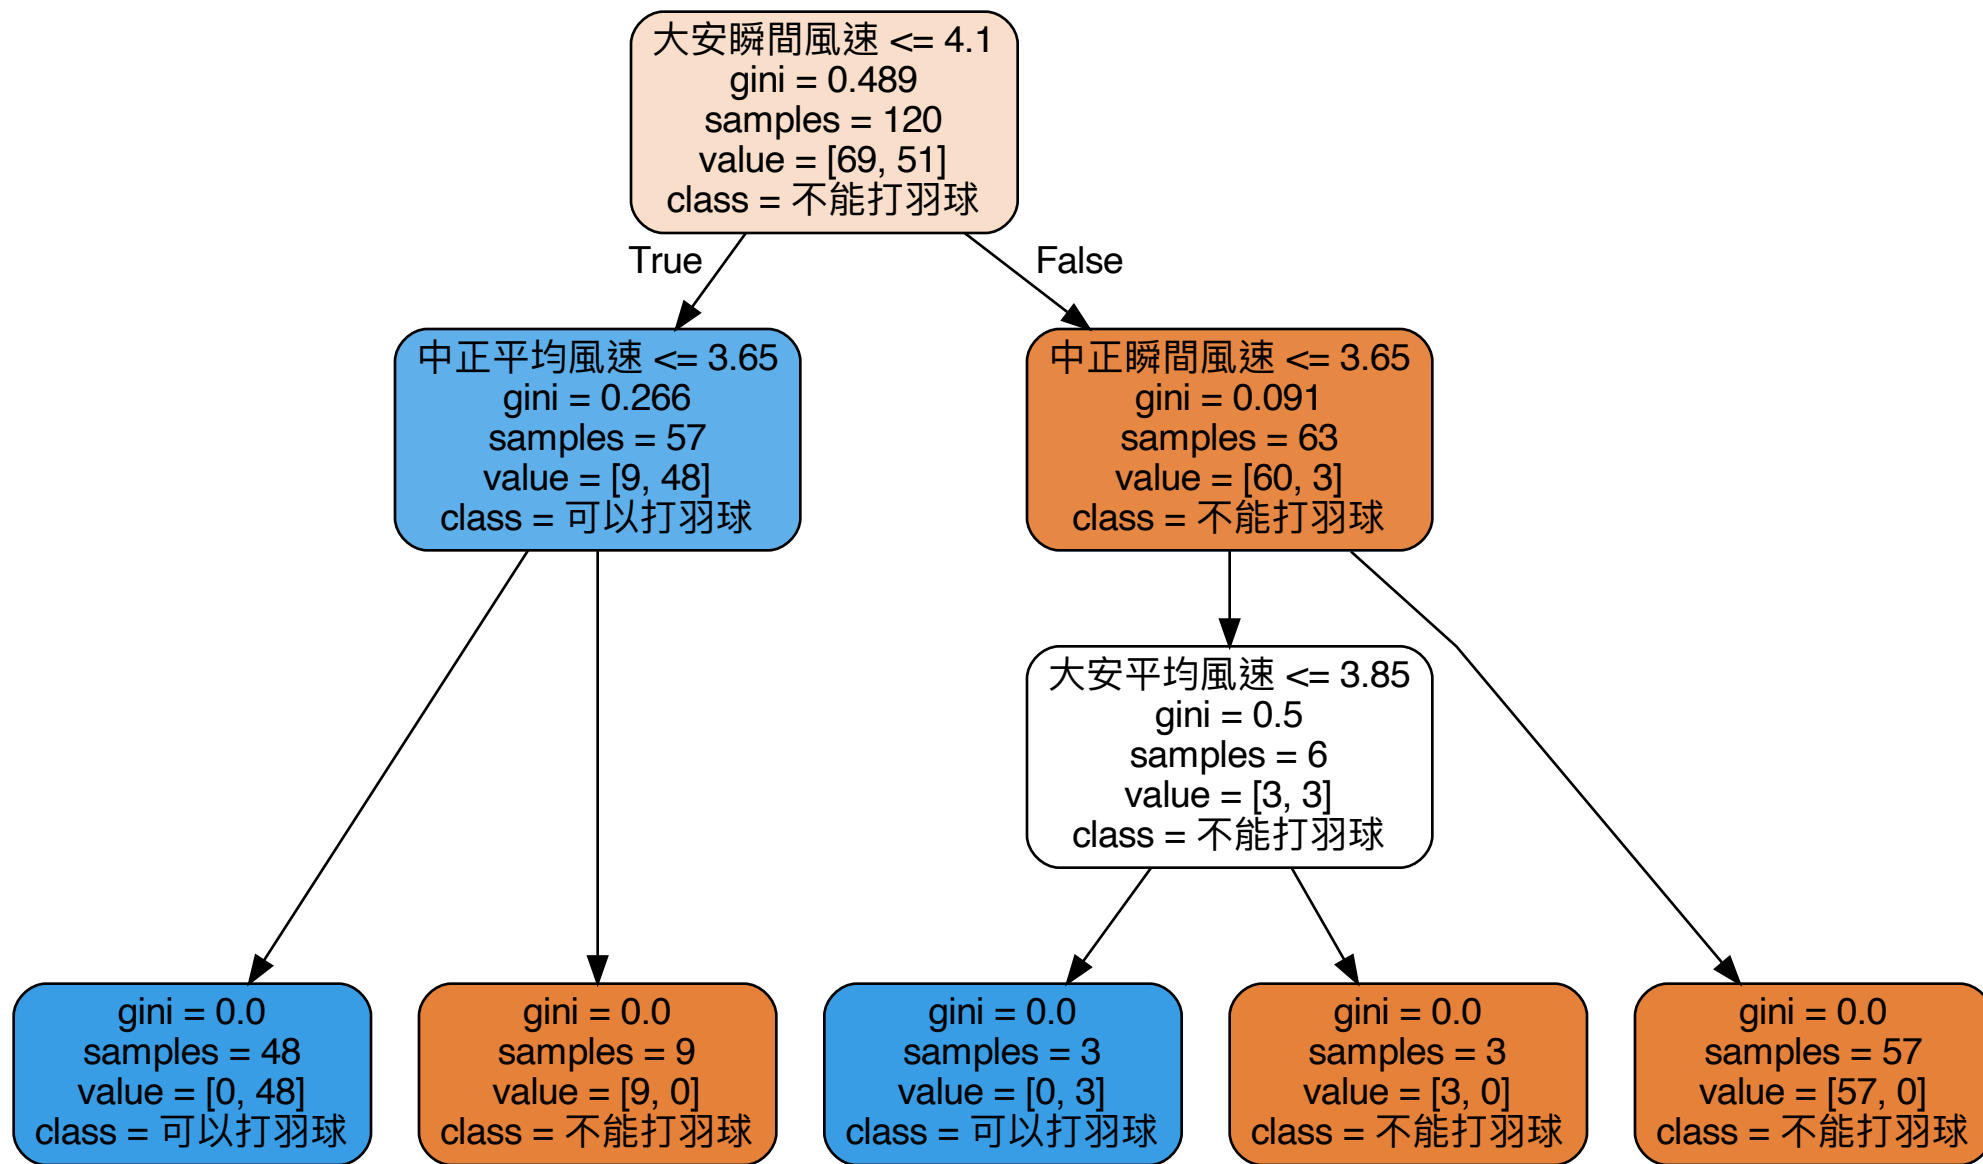 大安瞬間風速 <= 4.1
gini = 0.489
samples = 120
value = [69, 51]
class = 不能打羽球
True
False
中正平均風速 <= 3.65
gini = 0.266
samples = 57
value = [9, 48]
class = 可以打羽球
中正瞬間風速 <= 3.65
gini = 0.091
samples = 63
value = [60, 3]
class = 不能打羽球
大安平均風速 <= 3.85
gini = 0.5
samples = 6
value = [3, 3]
class = 不能打羽球
gini = 0.0
samples = 48
value = [0, 48]
class = 可以打羽球
gini = 0.0
samples = 9
value = [9, 0]
class = 不能打羽球
gini = 0.0
samples = 3
value = [0, 3]
class = 可以打羽球
gini = 0.0
samples = 3
value = [3, 0]
class = 不能打羽球
gini = 0.0
samples = 57
value = [57, 0]
class = 不能打羽球